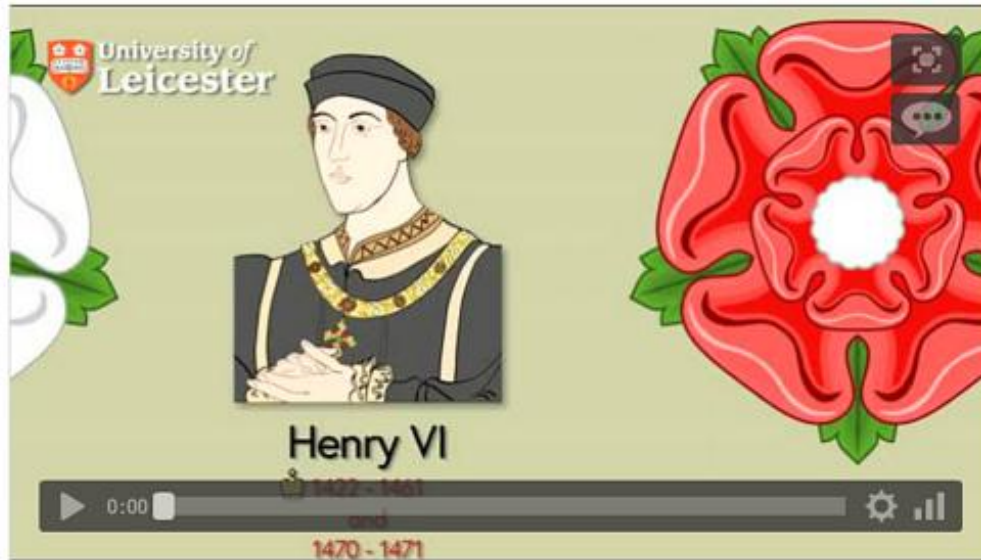 University of
Leicester
Henry VI
1422 - 1461
0:00
and
1470 - 1471